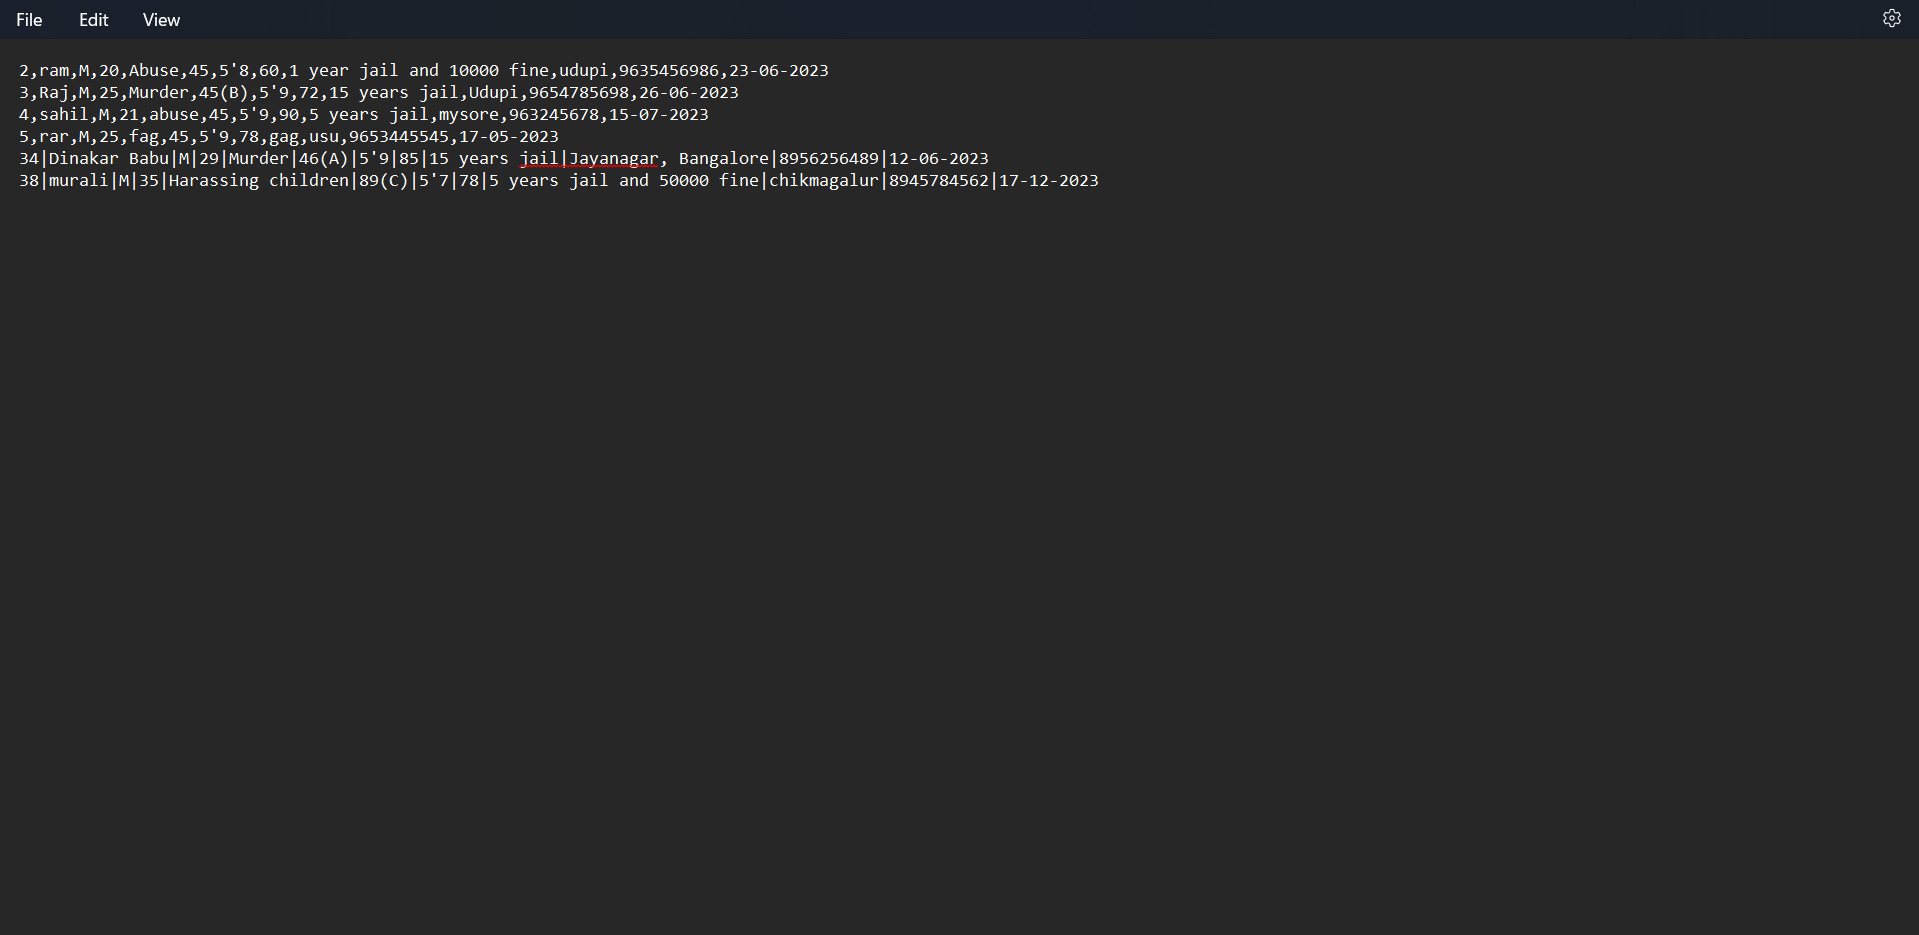 File Edit View
2,ram,M,20,Abuse,45,5'8,60,1 year jail and 10000 fine,udupi,9635456986,23-06-2023
3,Raj,M,25,Murder,45(B),5'9,72,15 years jail,Udupi,9654785698,26-06-2023
4,sahil,M,21,abuse,45,5'9,90,5 years jail,mysore,963245678,15-07-2023
5,rar,M,25,fag,45,5'9,78,gag,usu,9653445545,17-05-2023
34|Dinakar Babu|M|29|Murder|46(A)|5'9|85|15 years jail|Jayanagar, Bangalore|8956256489|12-06-2023
38|murali|M|35|Harassing children|89(C)|5'7|78|5 years jail and 50000 fine|chikmagalur|8945784562|17-12-2023